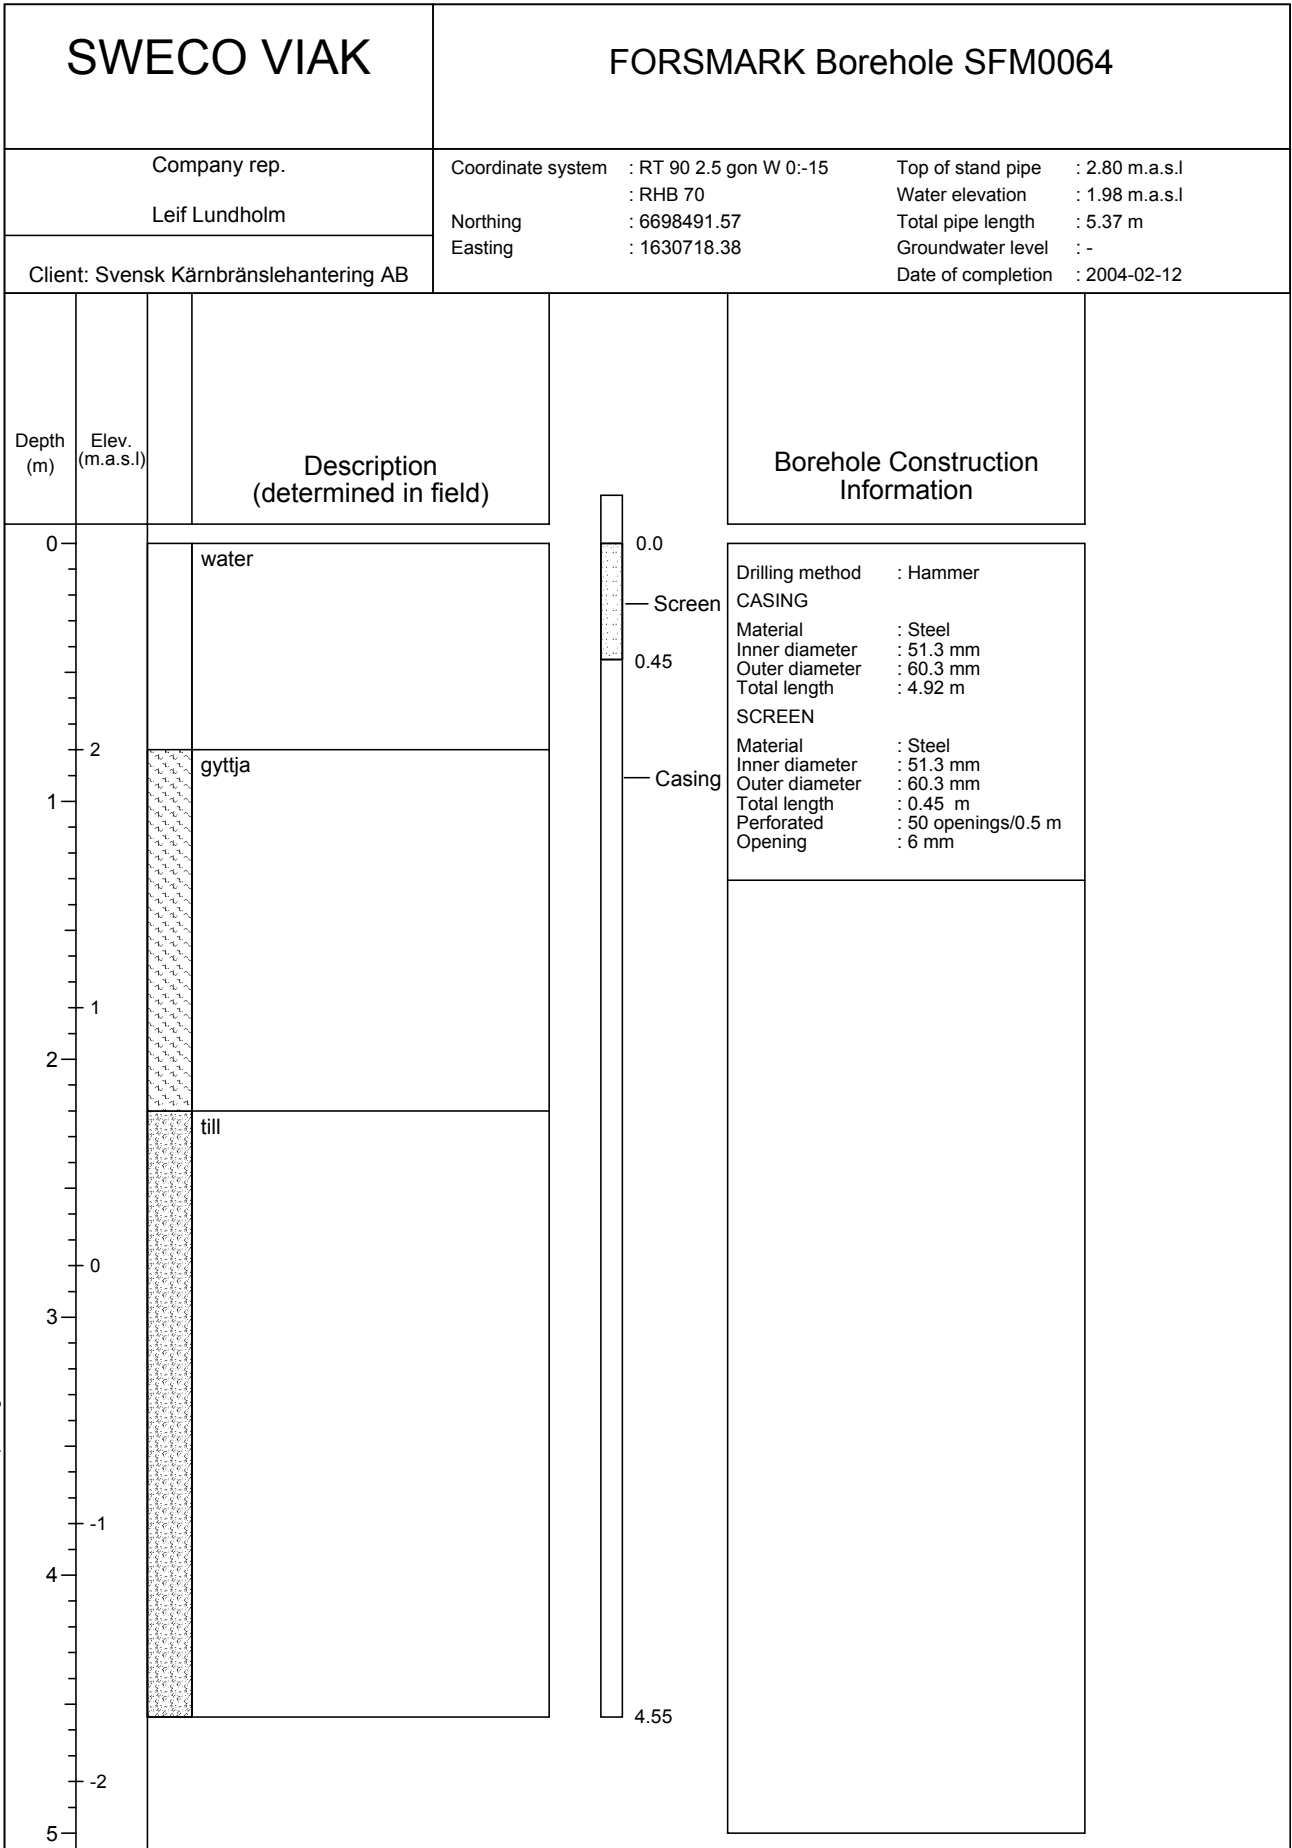 SWECO VIAK
FORSMARK Borehole SFM0064
Company rep.
Leif Lundholm
Client: Svensk Kärnbränslehantering AB
Coordinate system : RT 90 2.5 gon W 0:-15
: RHB 70
Northing : 6698491.57
Easting : 1630718.38
Top of stand pipe : 2.80 m.a.s.l
Water elevation : 1.98 m.a.s.l
Total pipe length : 5.37 m
Groundwater level : -
Date of completion : 2004-02-12
Depth
(m)
Elev.
(m.a.s.l)
Description
(determined in field)
Borehole Construction
Information
0
1
2
3
4
5
2
1
0
-1
-2
water
gyttja
till
0.0
Screen
0.45
Casing
4.55
Drilling method : Hammer
CASING
Material : Steel
Inner diameter : 51.3 mm
Outer diameter : 60.3 mm
Total length : 4.92 m
SCREEN
Material : Steel
Inner diameter : 51.3 mm
Outer diameter : 60.3 mm
Total length : 0.45 m
Perforated : 50 openings/0.5 m
Opening : 6 mm